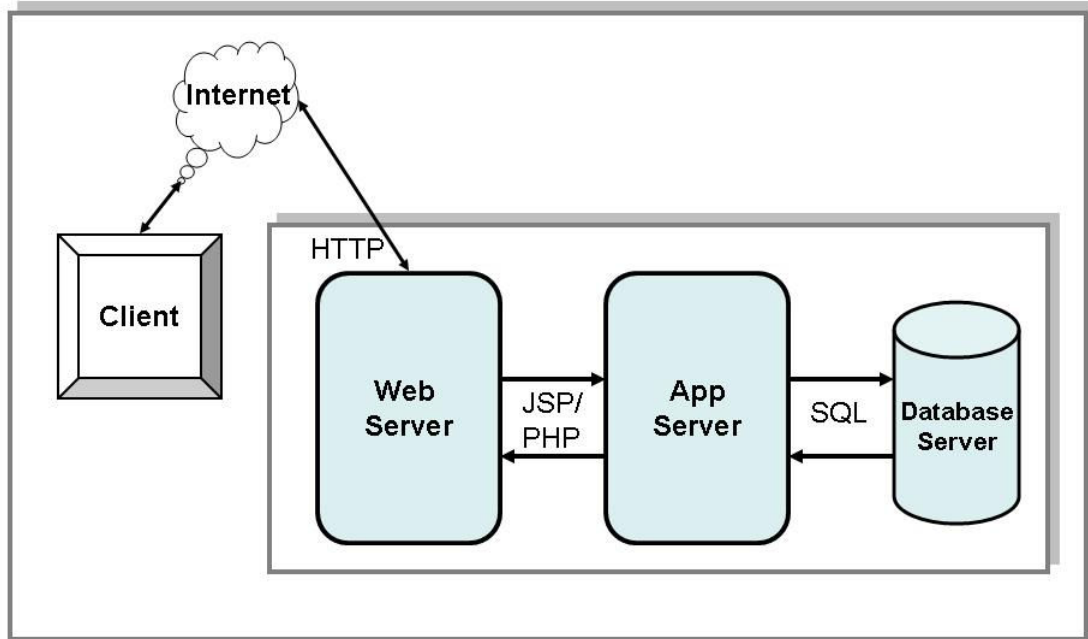 Internet
HTTP
Client
Web
Server
JSP/
PHP
App
Server
SQL
Database
Server